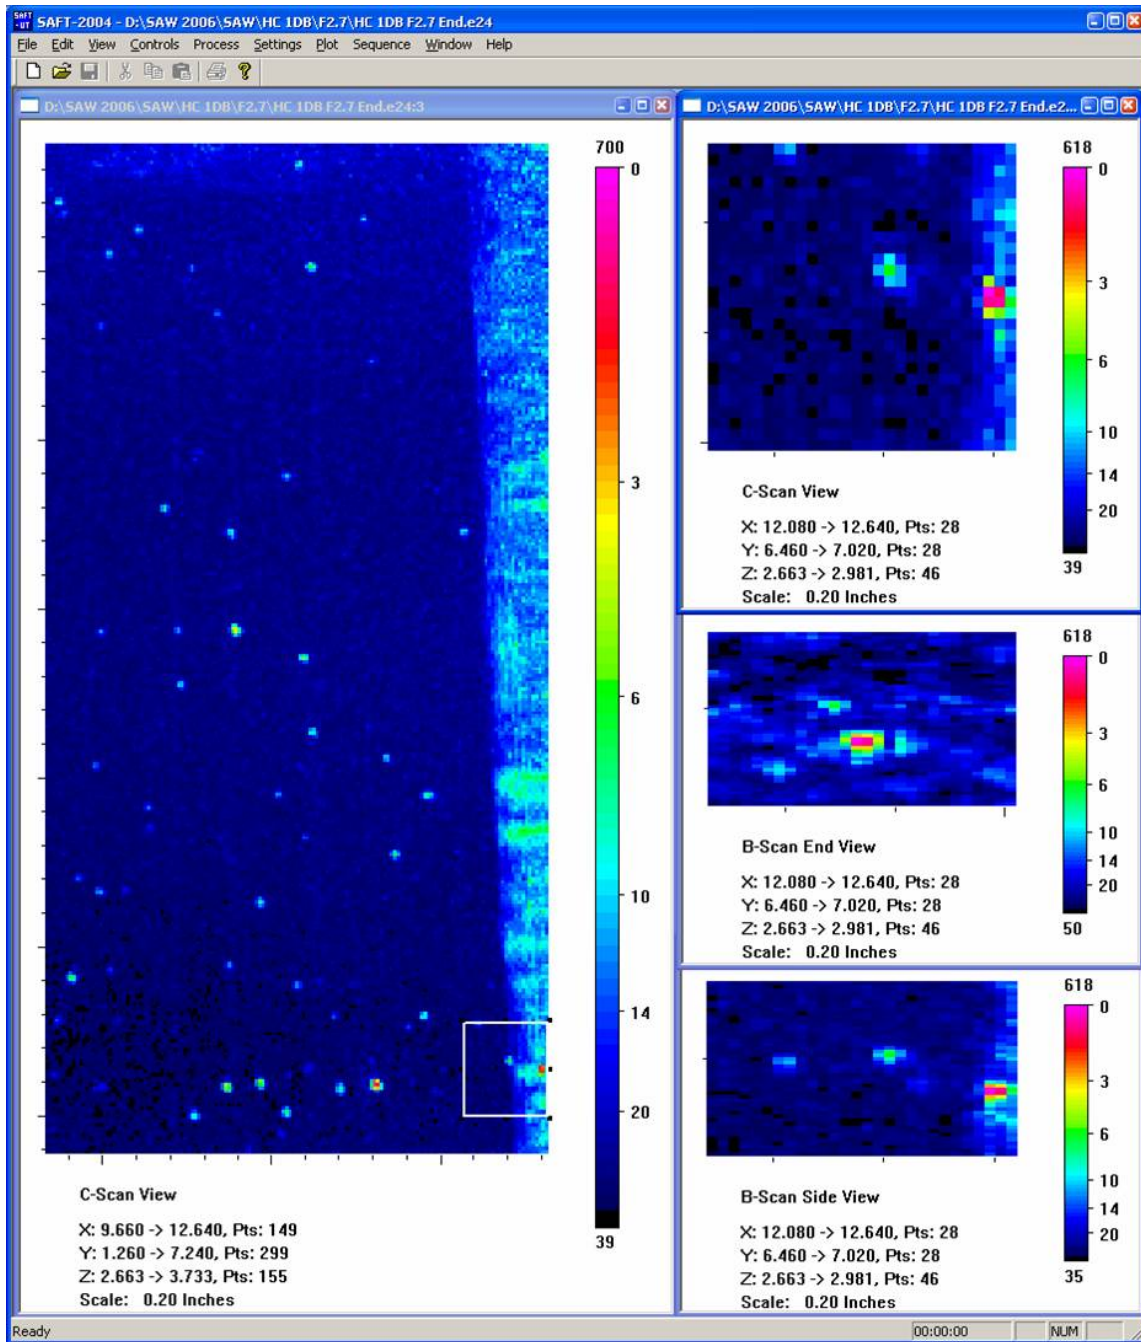 SAFT-UT SAFT-2004 - D:\SAW 2006\SAW\HC 1DB\F2.7\HC 1DB F2.7 End.e24
File Edit View Controls Process Settings Plot Sequence Window Help
D:\SAW 2006\SAW\HC 1DB\F2.7\HC 1DB F2.7 End.e24:3
700
0
3
6
10
14
20
39
C-Scan View
X: 9.660 -> 12.640, Pts: 149
Y: 1.260 -> 7.240, Pts: 299
Z: 2.663 -> 3.733, Pts: 155
Scale: 0.20 Inches
D:\SAW 2006\SAW\HC 1DB\F2.7\HC 1DB F2.7 End.e2...
618
0
3
6
10
14
20
39
C-Scan View
X: 12.080 -> 12.640, Pts: 28
Y: 6.460 -> 7.020, Pts: 28
Z: 2.663 -> 2.981, Pts: 46
Scale: 0.20 Inches
618
0
3
6
10
14
20
50
B-Scan End View
X: 12.080 -> 12.640, Pts: 28
Y: 6.460 -> 7.020, Pts: 28
Z: 2.663 -> 2.981, Pts: 46
Scale: 0.20 Inches
618
0
3
6
10
14
20
35
B-Scan Side View
X: 12.080 -> 12.640, Pts: 28
Y: 6.460 -> 7.020, Pts: 28
Z: 2.663 -> 2.981, Pts: 46
Scale: 0.20 Inches
Ready 00:00:00 NUM